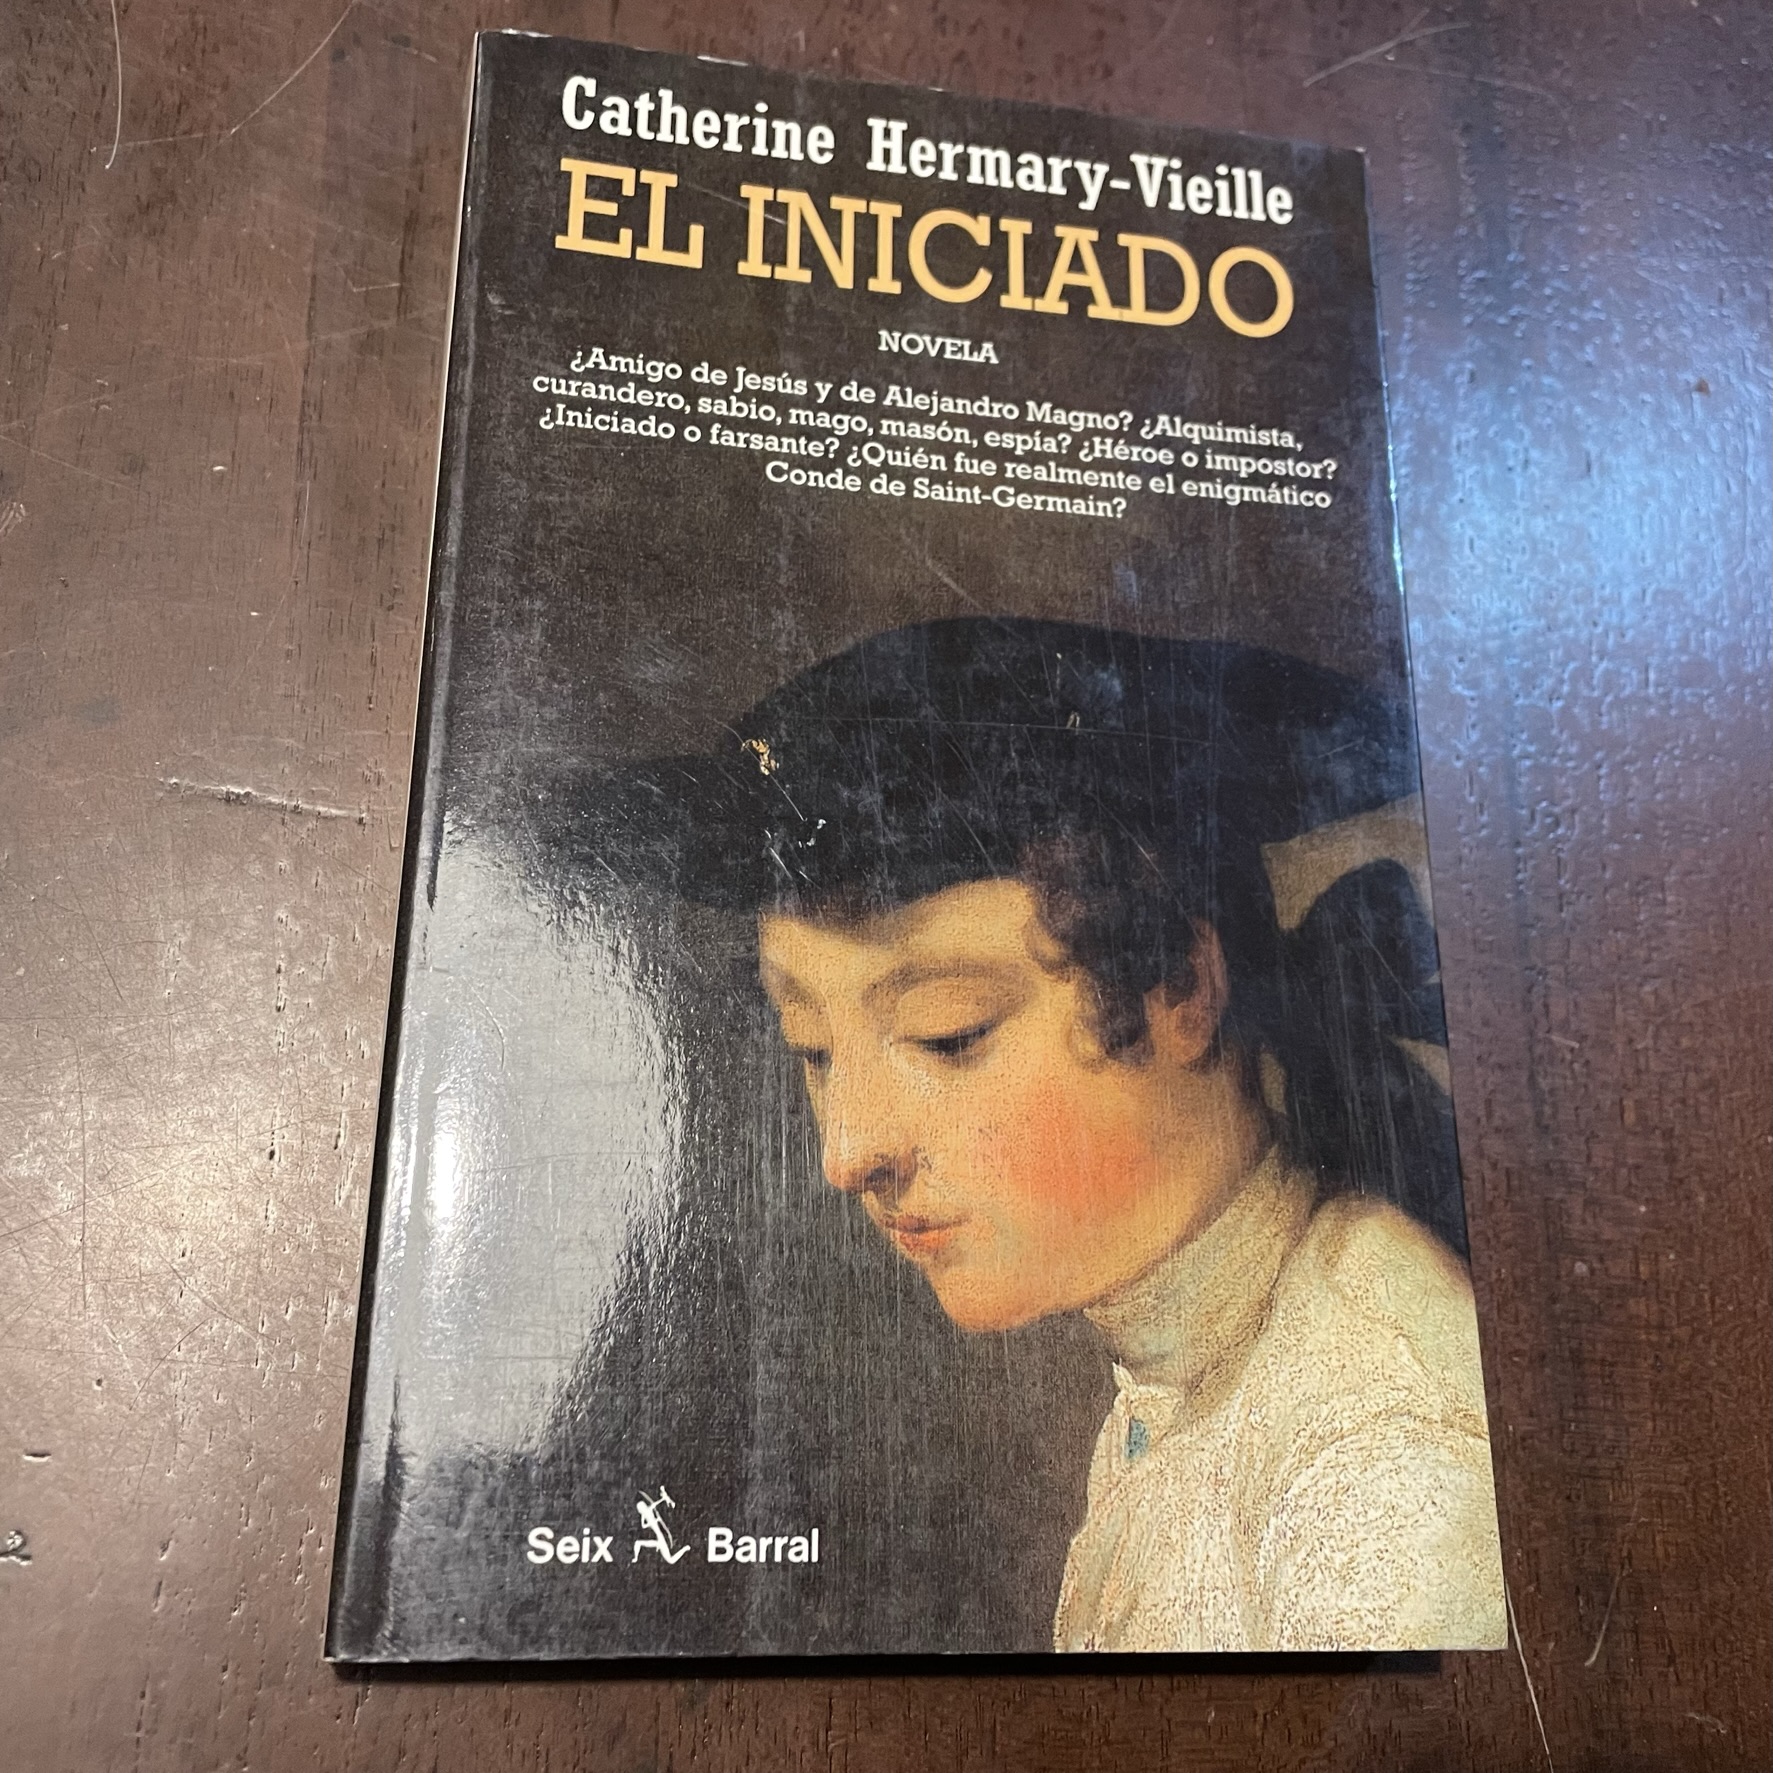 Catherine Hermary-Vieille
EL INICIADO
NOVELA
¿Amigo de Jesús y de Alejandro Magno? ¿Alquimista,
curandero, sabio, mago, masón, espía? ¿Héroe o impostor?
¿Iniciado o farsante? ¿Quién fue realmente el enigmático
Conde de Saint-Germain?
Seix Barral